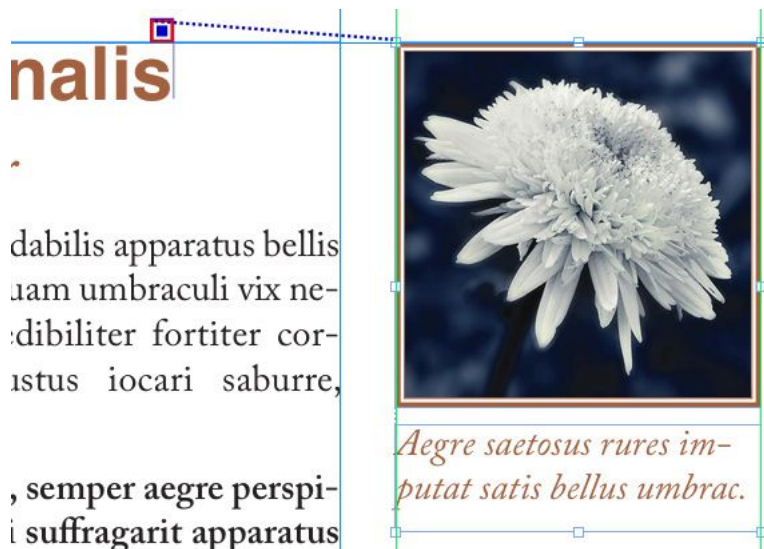 nalis
r
dabilis apparatus bellis
uam umbraculi vix ne-
edibiliter fortiter cor-
ustus iocari saburre,
, semper aegre perspi-
i suffragarit apparatus
Aegre saetosus rures im-
putat satis bellus umbrac.